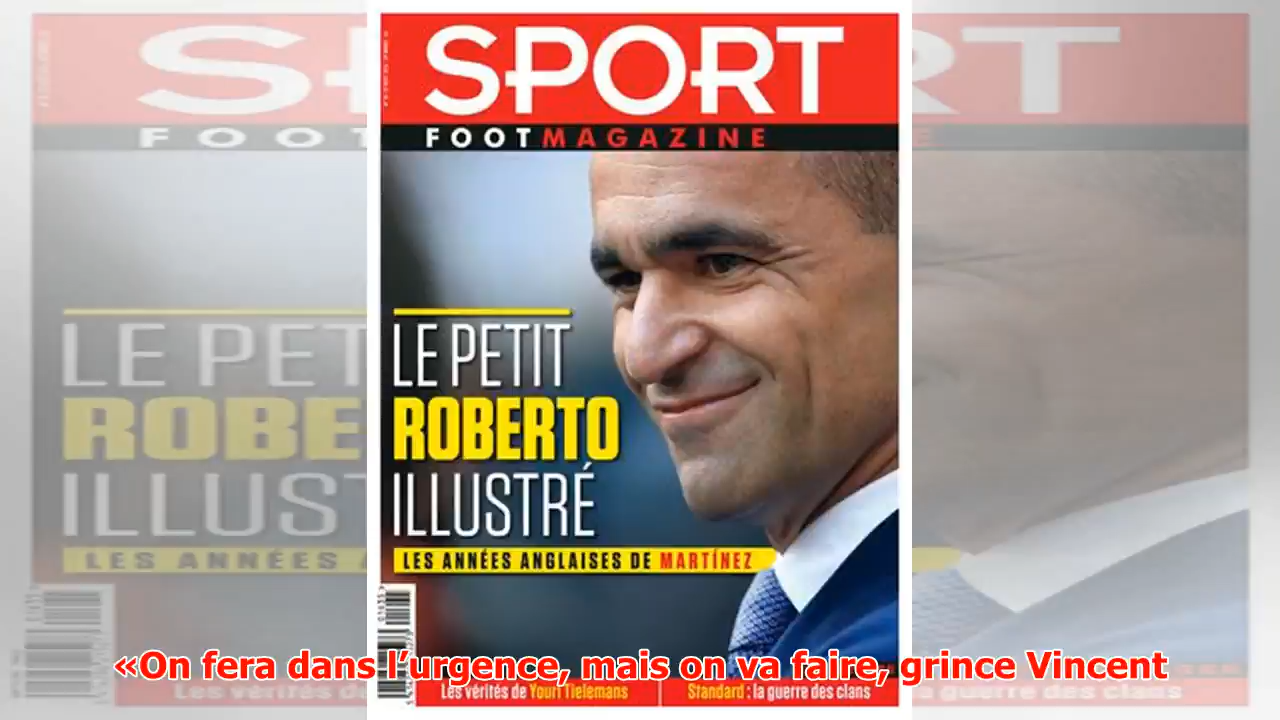 SPORT
FOOTMAGAZINE
LE PETIT
ROBERTO
ILLUSTRÉ
LES ANNÉES ANGLAISES DE MARTÍNEZ
«On fera dans l’urgence, mais on va faire, grince Vincent
Les vérités de Youri Tielemans
Standard : la guerre des clans